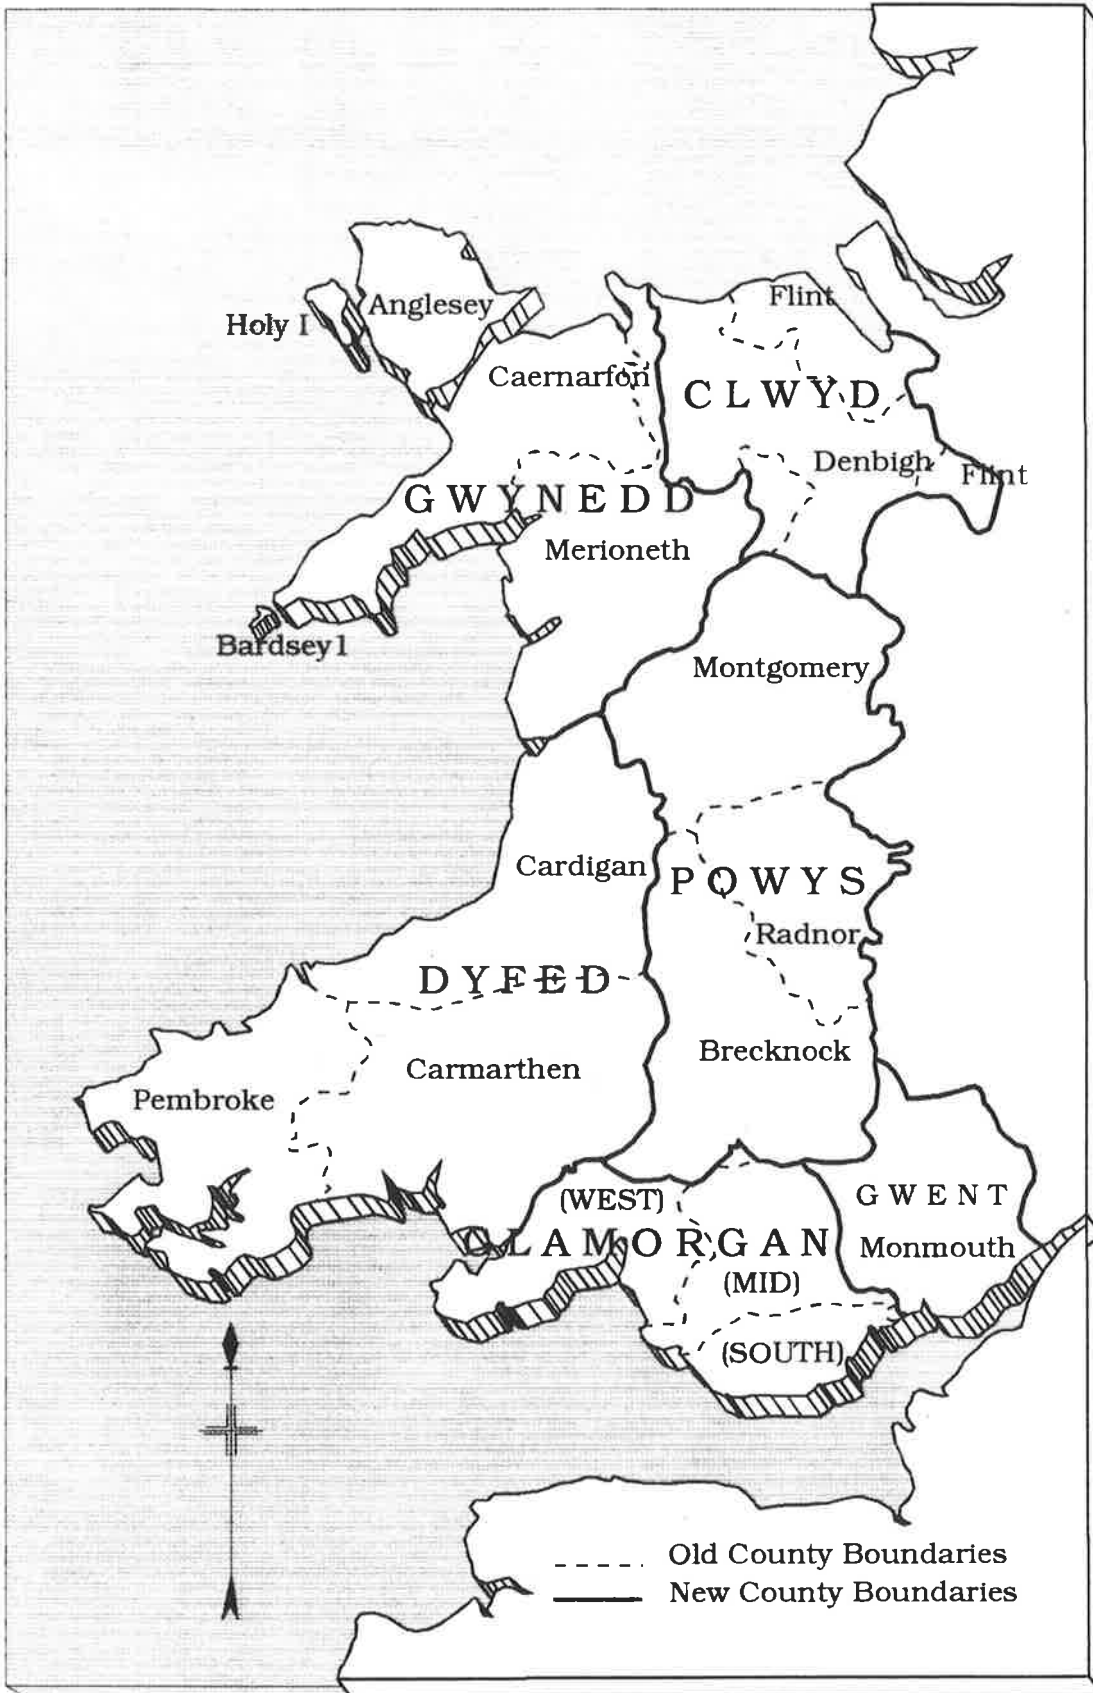 Flint
Anglesey
Holy I
Caernarfon
CLWYD
Denbigh
Flint
GWYNEDD
Merioneth
Bardsey I
Montgomery
Cardigan
POWYS
Radnor
DYFED
Brecknock
Carmarthen
Pembroke
(WEST)
GWENT
GLAMORGAN
Monmouth
(MID)
(SOUTH)
Old County Boundaries
New County Boundaries